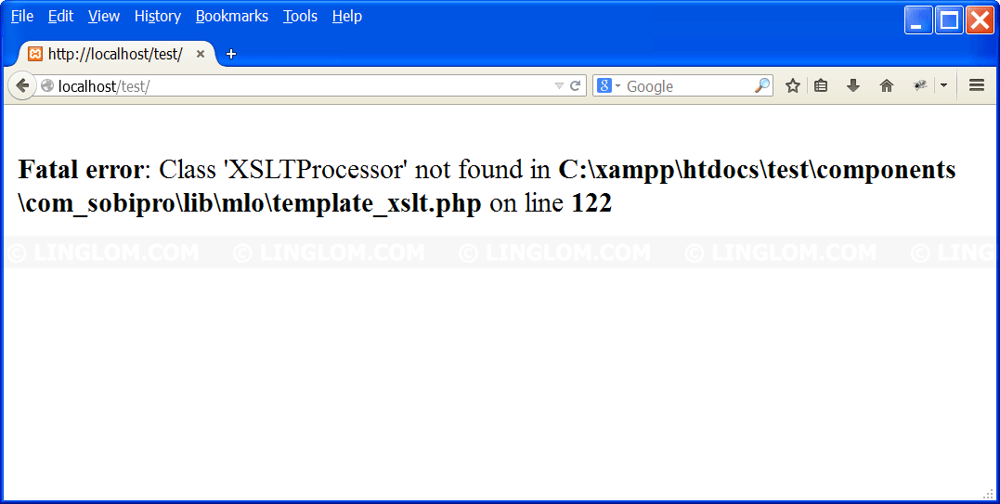 File Edit View History Bookmarks Tools Help
http://localhost/test/
localhost/test/ Google
Fatal error: Class 'XSLTProcessor' not found in C:\xampp\htdocs\test\components
\com_sobipro\lib\mlo\template_xslt.php on line 122
© LINGLOM.COM © LINGLOM.COM © LINGLOM.COM © LINGLOM.COM © LING